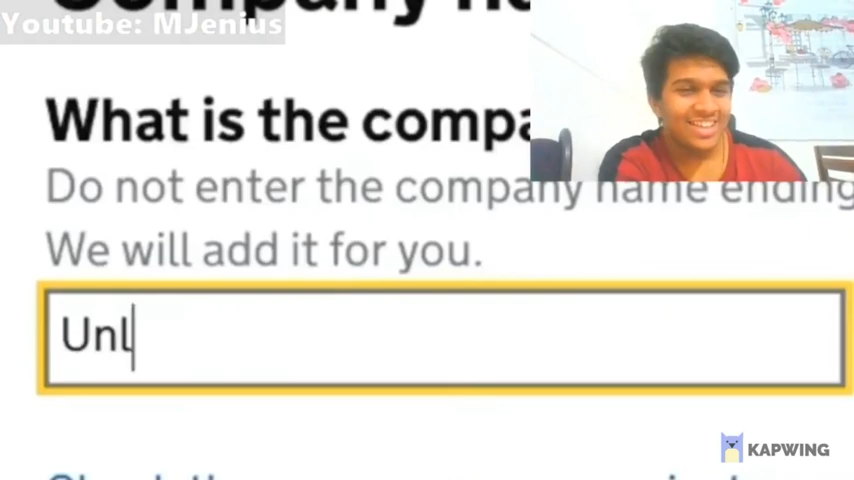 Youtube: MJenius
What is the compa
Do not enter the company name ending
We will add it for you.
Unl
KAPWING